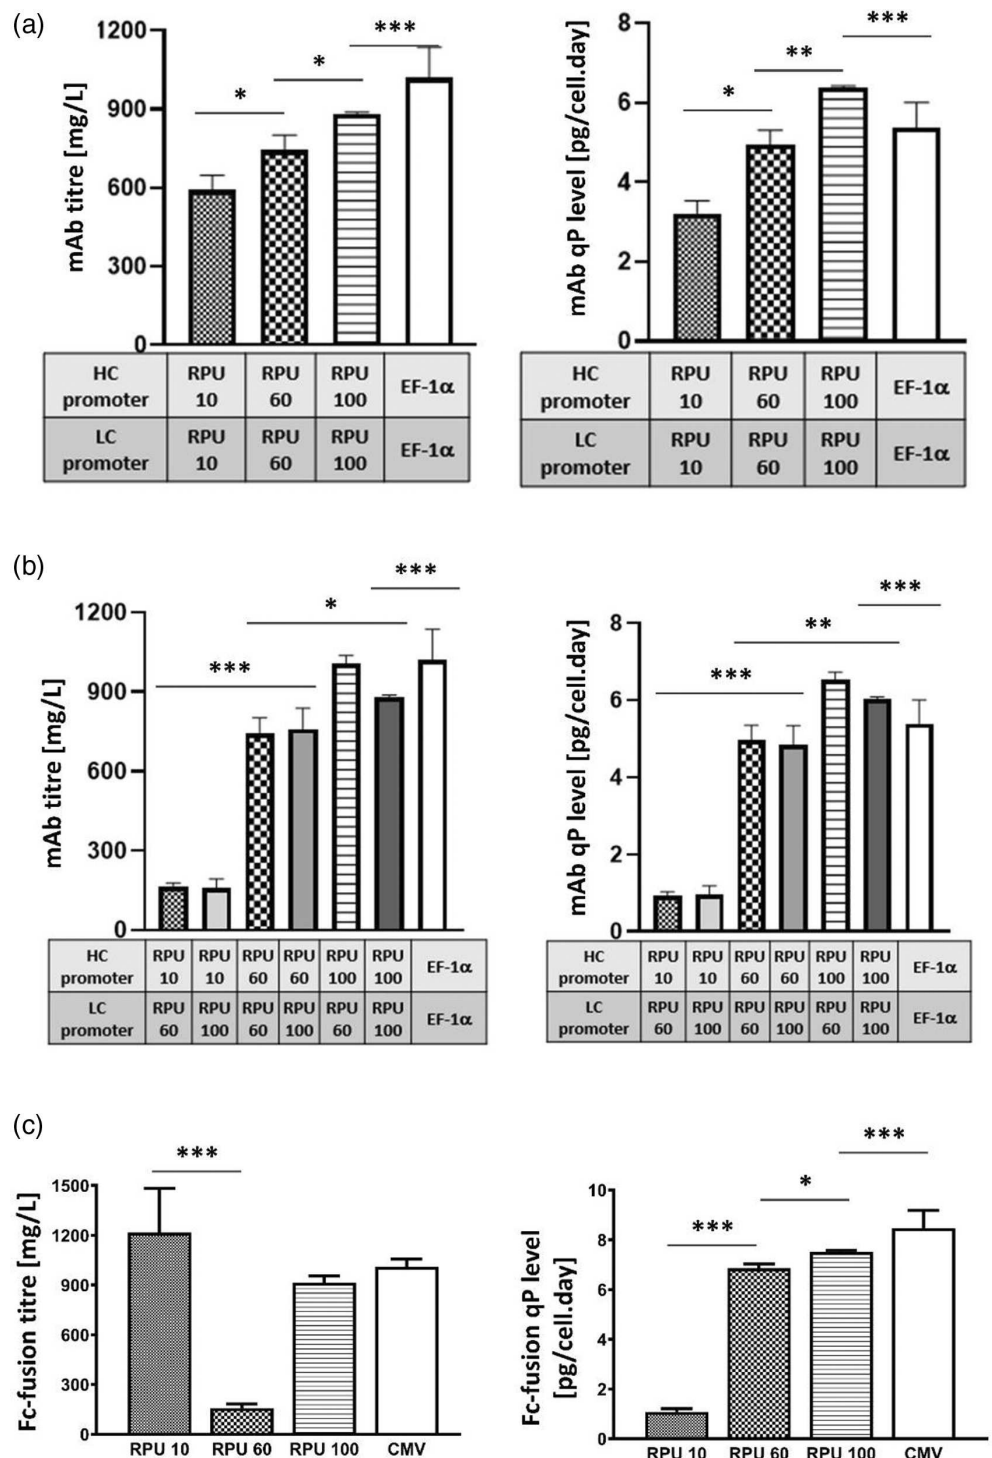 (a)
1200
900
600
300
0
mAb titre [mg/L]
*
*
***
HC promoter RPU 10 RPU 60 RPU 100 EF-1α
LC promoter RPU 10 RPU 60 RPU 100 EF-1α
8
6
4
2
0
mAb qP level [pg/cell.day]
*
**
***
HC promoter RPU 10 RPU 60 RPU 100 EF-1α
LC promoter RPU 10 RPU 60 RPU 100 EF-1α
(b)
1200
900
600
300
0
mAb titre [mg/L]
***
*
***
HC promoter RPU 10 RPU 10 RPU 60 RPU 60 RPU 100 RPU 100 EF-1α
LC promoter RPU 60 RPU 100 RPU 60 RPU 100 RPU 60 RPU 100 EF-1α
8
6
4
2
0
mAb qP level [pg/cell.day]
***
**
***
HC promoter RPU 10 RPU 10 RPU 60 RPU 60 RPU 100 RPU 100 EF-1α
LC promoter RPU 60 RPU 100 RPU 60 RPU 100 RPU 60 RPU 100 EF-1α
(c)
1500
1200
900
600
300
0
Fc-fusion titre [mg/L]
***
RPU 10 RPU 60 RPU 100 CMV
10
8
6
4
2
0
Fc-fusion qP level
[pg/cell.day]
***
*
***
RPU 10 RPU 60 RPU 100 CMV